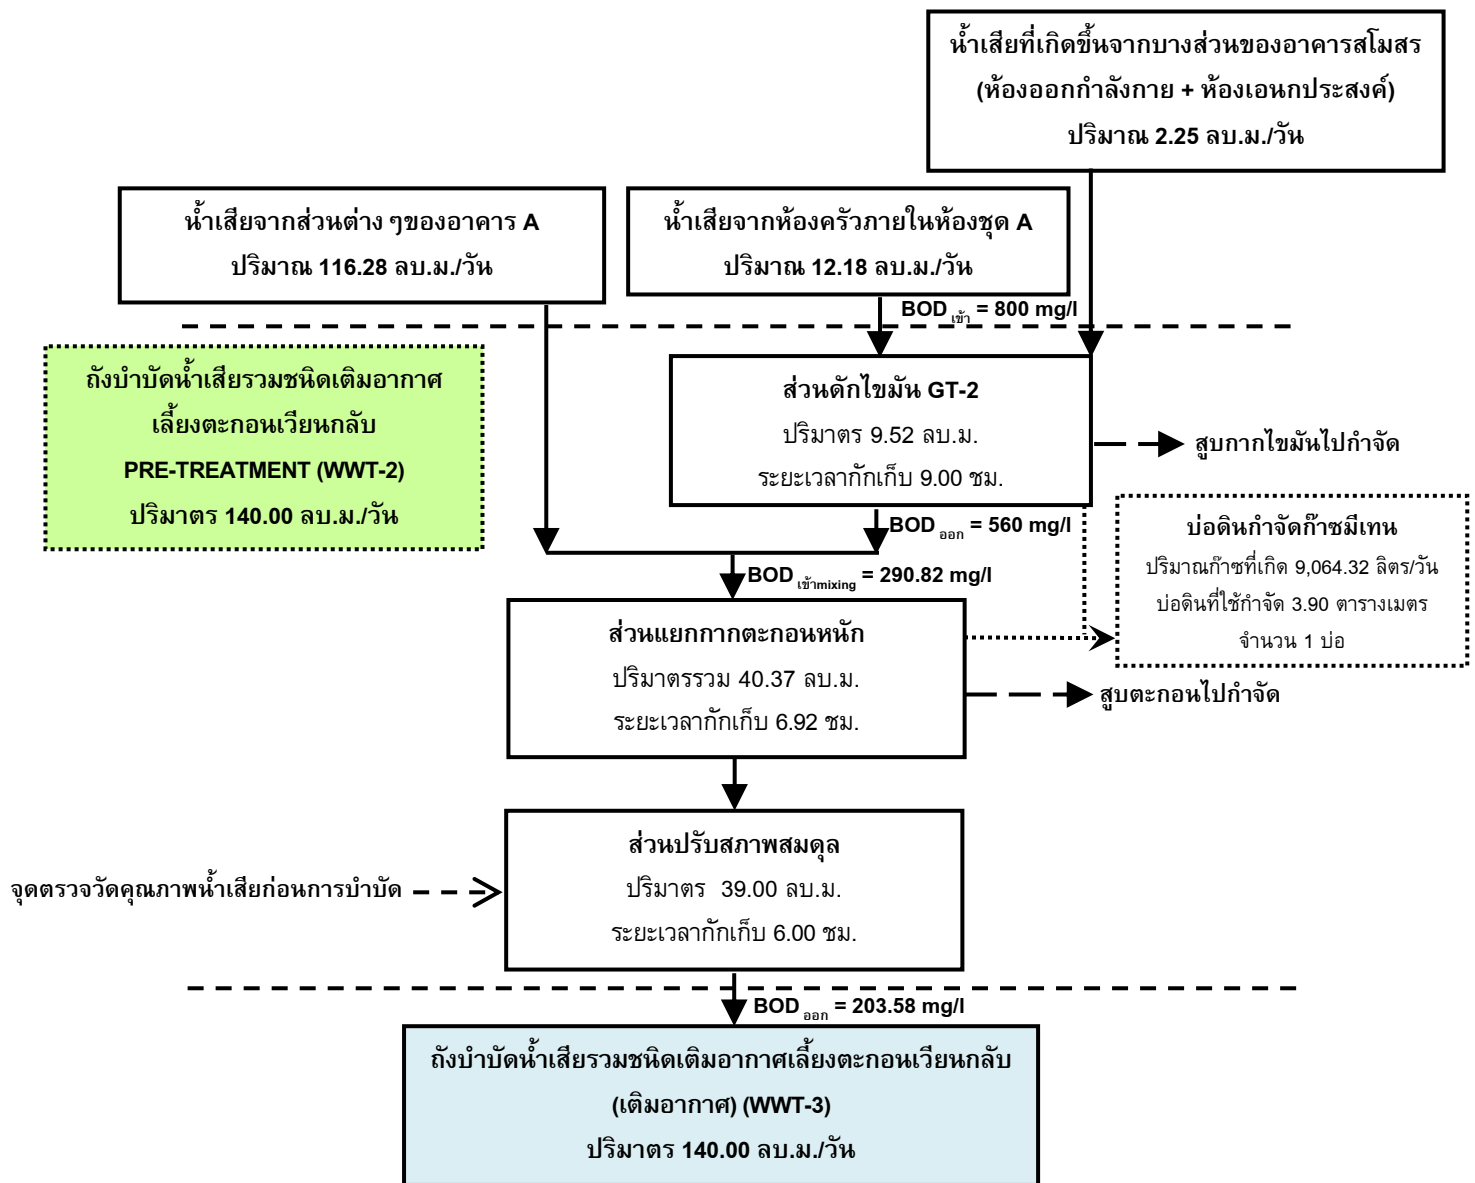 น้ำเสียที่เกิดขึ้นจากบางส่วนของอาคารสโมสร
(ห้องออกกำลังกาย + ห้องเอนกประสงค์)
ปริมาณ 2.25 ลบ.ม./วัน
น้ำเสียจากส่วนต่าง ๆของอาคาร A
ปริมาณ 116.28 ลบ.ม./วัน
น้ำเสียจากห้องครัวภายในห้องชุด A
ปริมาณ 12.18 ลบ.ม./วัน
BOD เข้า = 800 mg/l
ถังบำบัดน้ำเสียรวมชนิดเติมอากาศ
เลี้ยงตะกอนเวียนกลับ
PRE-TREATMENT (WWT-2)
ปริมาตร 140.00 ลบ.ม./วัน
ส่วนดักไขมัน GT-2
ปริมาตร 9.52 ลบ.ม.
ระยะเวลากักเก็บ 9.00 ชม.
สูบกากไขมันไปกำจัด
BOD ออก = 560 mg/l
บ่อดินกำจัดก๊าซมีเทน
ปริมาณก๊าซที่เกิด 9,064.32 ลิตร/วัน
บ่อดินที่ใช้กำจัด 3.90 ตารางเมตร
จำนวน 1 บ่อ
BOD เข้าmixing = 290.82 mg/l
ส่วนแยกกากตะกอนหนัก
ปริมาตรรวม 40.37 ลบ.ม.
ระยะเวลากักเก็บ 6.92 ชม.
สูบตะกอนไปกำจัด
ส่วนปรับสภาพสมดุล
ปริมาตร 39.00 ลบ.ม.
ระยะเวลากักเก็บ 6.00 ชม.
จุดตรวจวัดคุณภาพน้ำเสียก่อนการบำบัด
BOD ออก = 203.58 mg/l
ถังบำบัดน้ำเสียรวมชนิดเติมอากาศเลี้ยงตะกอนเวียนกลับ
(เติมอากาศ) (WWT-3)
ปริมาตร 140.00 ลบ.ม./วัน